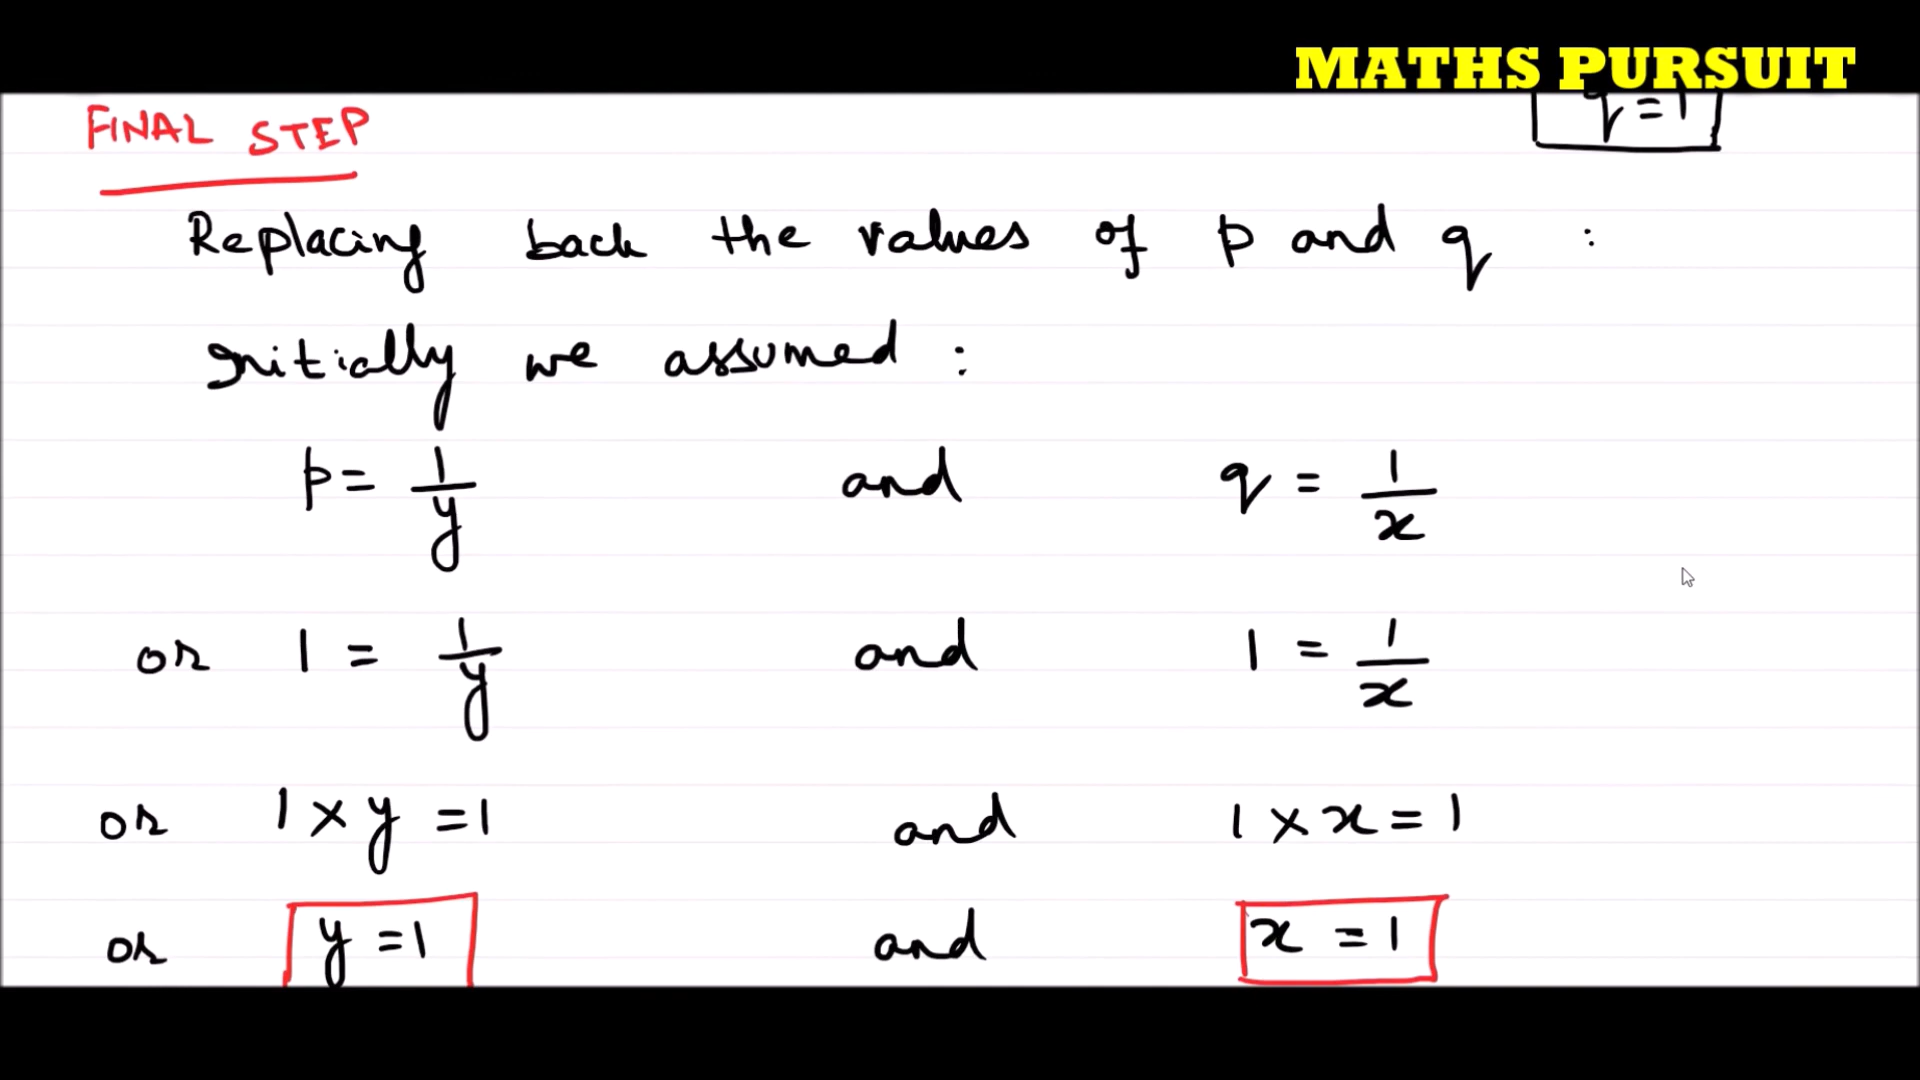 MATHS PURSUIT
q = 1
FINAL STEP
Replacing back the values of p and q :
Initially we assumed :
p = 1/y and q = 1/x
or 1 = 1/y and 1 = 1/x
or 1 × y = 1 and 1 × x = 1
or y = 1 and x = 1